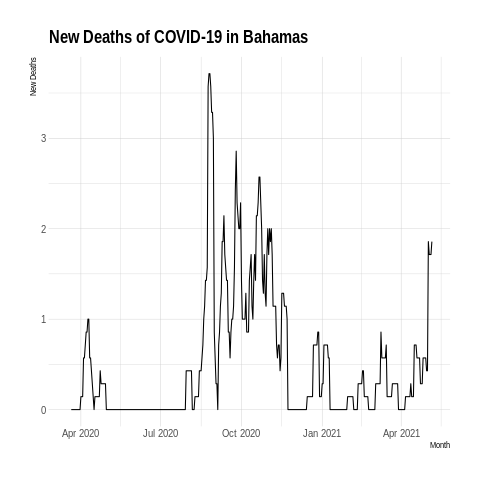 New Deaths of COVID-19 in Bahamas
New Deaths
3
2
1
0
Apr 2020 Jul 2020 Oct 2020 Jan 2021 Apr 2021
Month